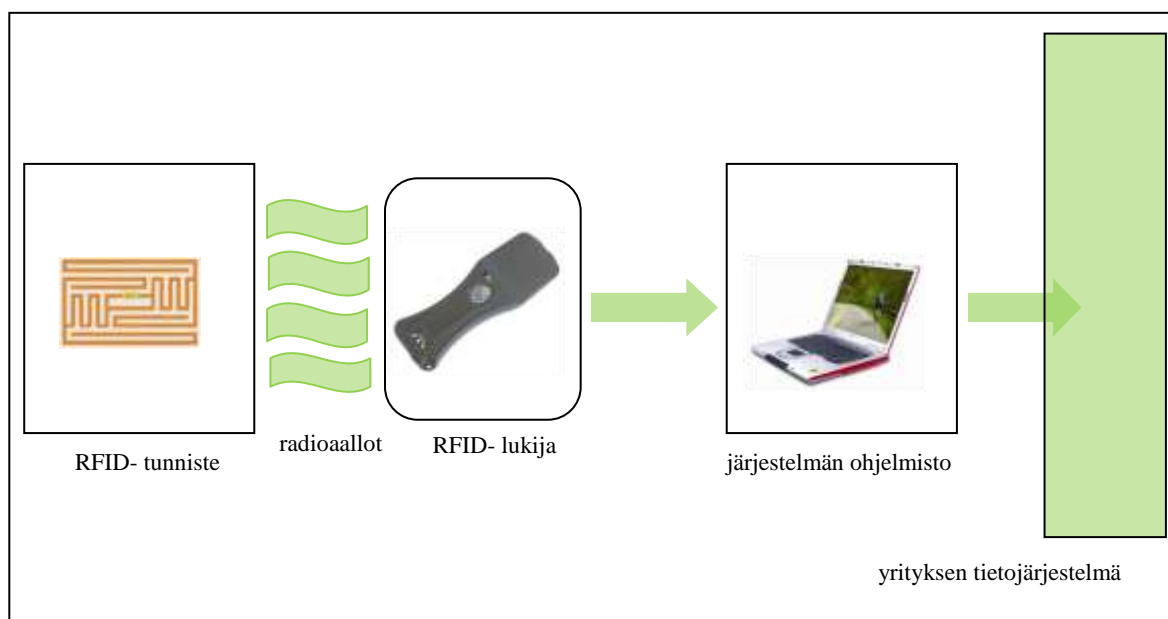 RFID- tunniste
radioaallot
RFID- lukija
järjestelmän ohjelmisto
yrityksen tietojärjestelmä